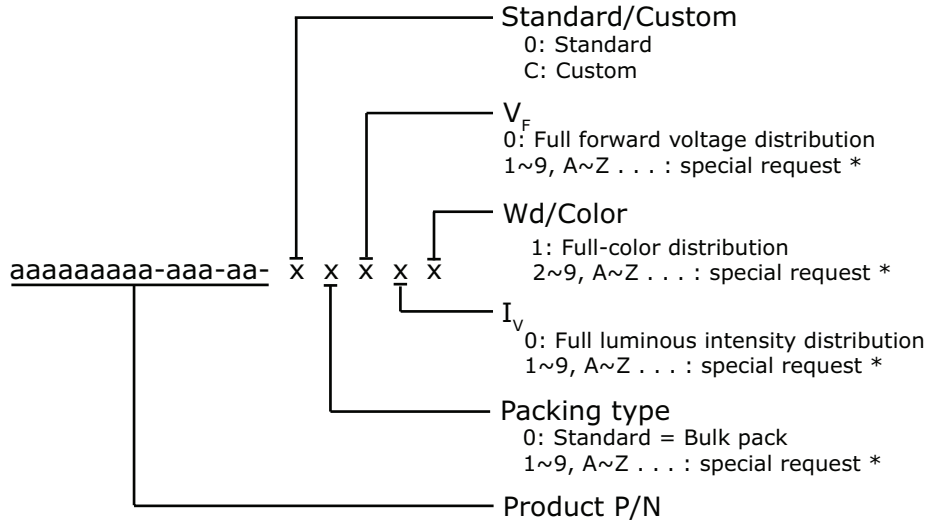 Standard/Custom
0: Standard
C: Custom
VF
0: Full forward voltage distribution
1~9, A~Z . . . : special request *
Wd/Color
1: Full-color distribution
2~9, A~Z . . . : special request *
aaaaaaaaa-aaa-aa- x x x x x
IV
0: Full luminous intensity distribution
1~9, A~Z . . . : special request *
Packing type
0: Standard = Bulk pack
1~9, A~Z . . . : special request *
Product P/N